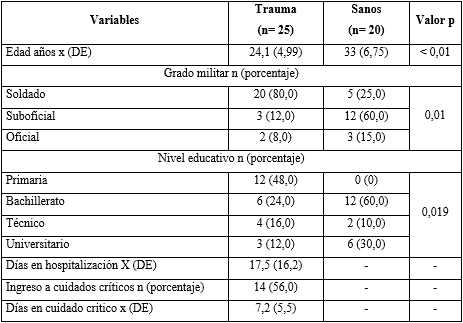 Variables Trauma (n= 25) Sanos (n= 20) Valor p
Edad años x (DE) 24,1 (4,99) 33 (6,75) < 0,01
Grado militar n (porcentaje)
Soldado 20 (80,0) 5 (25,0)
Suboficial 3 (12,0) 12 (60,0) 0,01
Oficial 2 (8,0) 3 (15,0)
Nivel educativo n (porcentaje)
Primaria 12 (48,0) 0 (0)
Bachillerato 6 (24,0) 12 (60,0) 0,019
Técnico 4 (16,0) 2 (10,0)
Universitario 3 (12,0) 6 (30,0)
Días en hospitalización X (DE) 17,5 (16,2) - -
Ingreso a cuidados críticos n (porcentaje) 14 (56,0) - -
Días en cuidado critico x (DE) 7,2 (5,5) - -